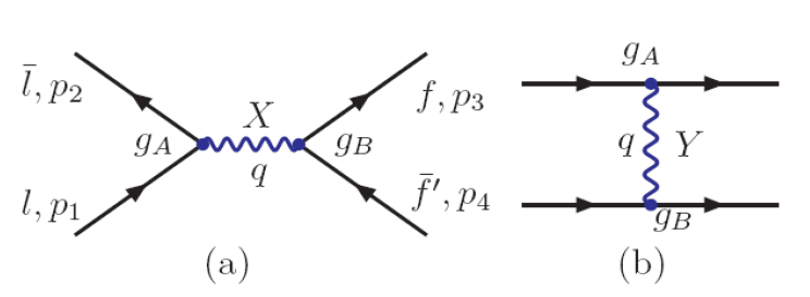 l̄, p₂
g_A
X
q
g_B
f, p₃
l, p₁
f̄′, p₄
(a)
g_A
q
Y
g_B
(b)